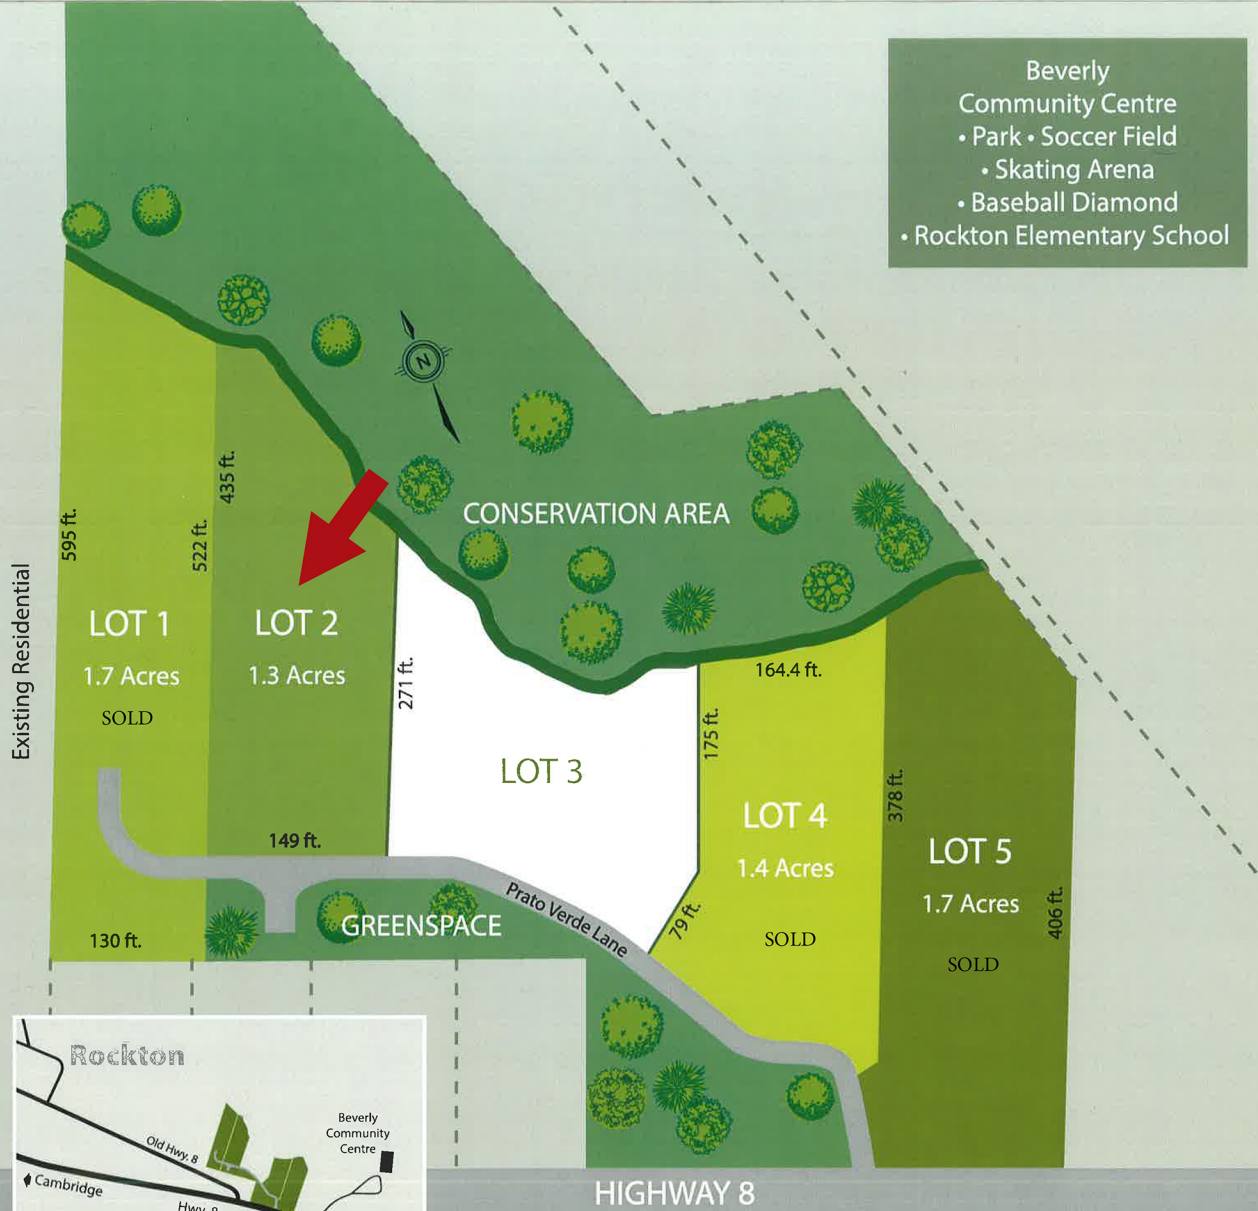 Beverly
Community Centre
• Park • Soccer Field
• Skating Arena
• Baseball Diamond
• Rockton Elementary School
N
CONSERVATION AREA
Existing Residential
595 ft.
522 ft.
435 ft.
LOT 1
1.7 Acres
SOLD
130 ft.
LOT 2
1.3 Acres
149 ft.
271 ft.
LOT 3
175 ft.
79 ft.
164.4 ft.
LOT 4
1.4 Acres
SOLD
378 ft.
LOT 5
1.7 Acres
SOLD
406 ft.
Prato Verde Lane
GREENSPACE
Rockton
Old Hwy. 8
Beverly
Community
Centre
Cambridge
Hwy. 8
HIGHWAY 8